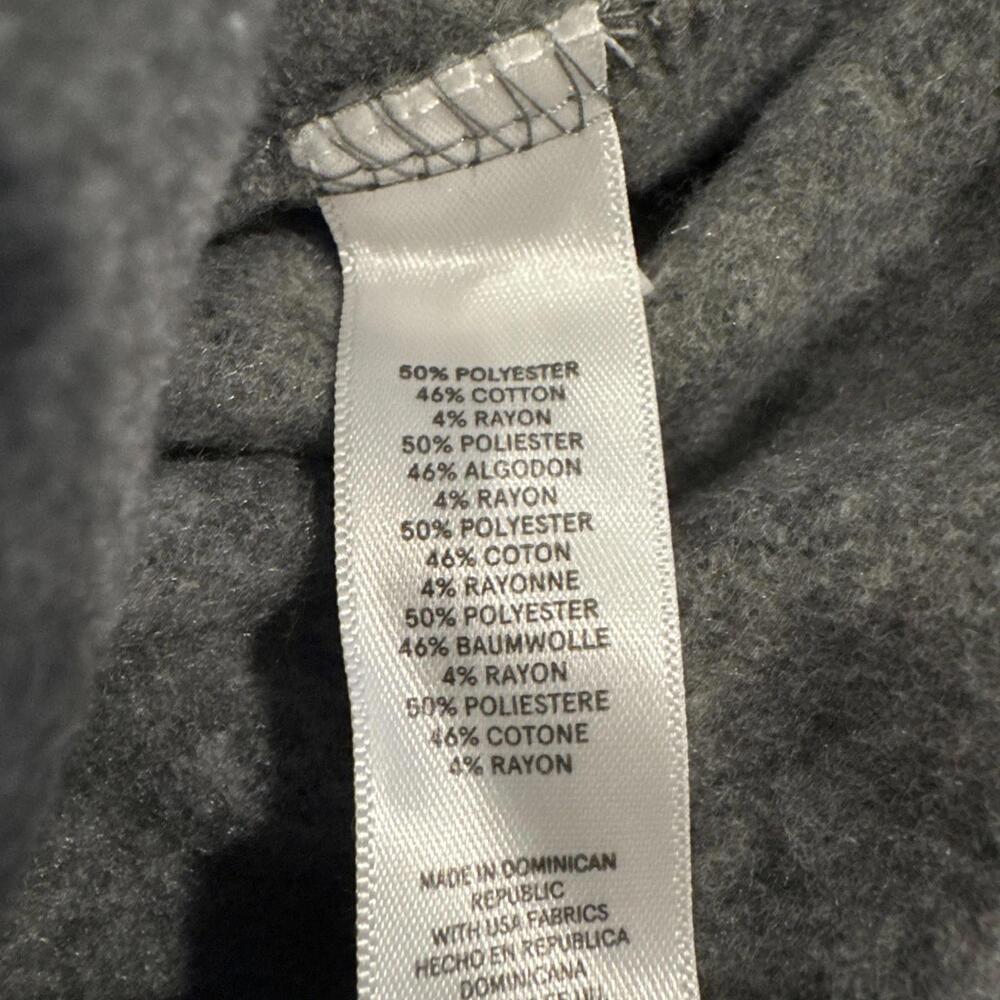 50% POLYESTER
46% COTTON
4% RAYON
50% POLIESTER
46% ALGODON
4% RAYON
50% POLYESTER
46% COTON
4% RAYONNE
50% POLYESTER
46% BAUMWOLLE
4% RAYON
50% POLIESTERE
46% COTONE
4% RAYON
MADE IN DOMINICAN
REPUBLIC
WITH USA FABRICS
HECHO EN REPUBLICA
DOMINICANA